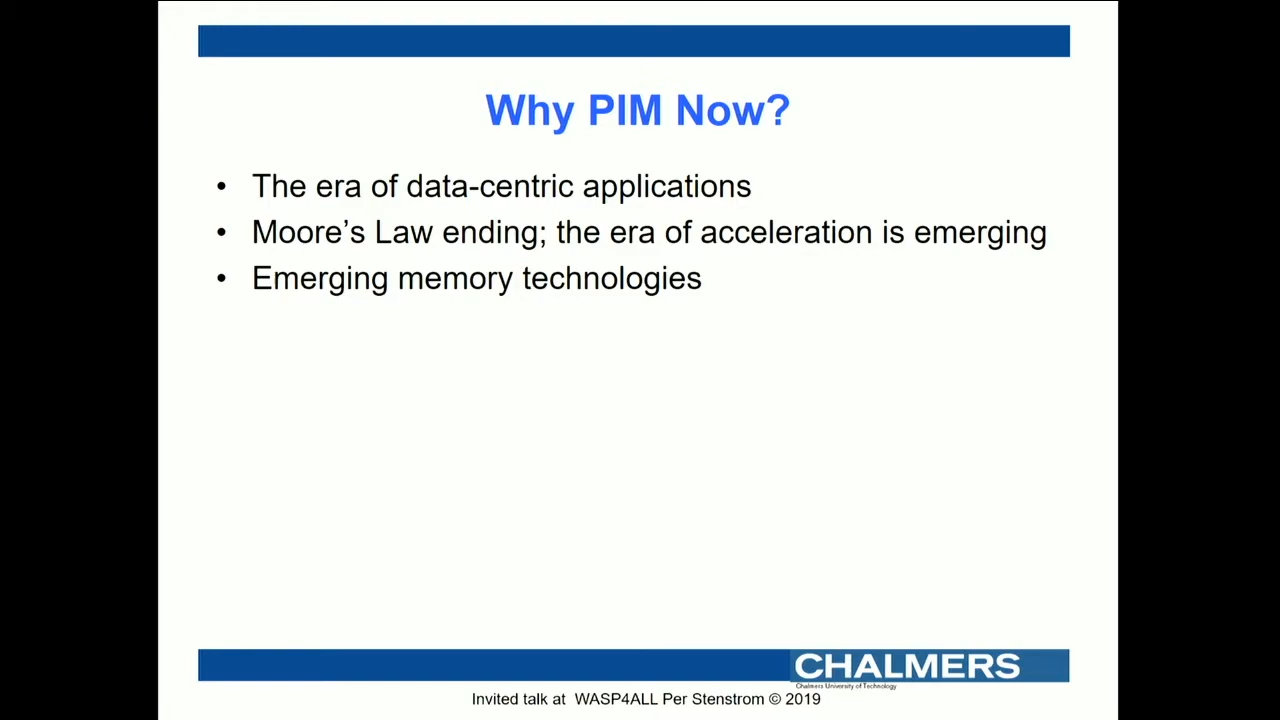 Why PIM Now?
• The era of data-centric applications
• Moore’s Law ending; the era of acceleration is emerging
• Emerging memory technologies
CHALMERS
Chalmers University of Technology
Invited talk at WASP4ALL Per Stenstrom © 2019